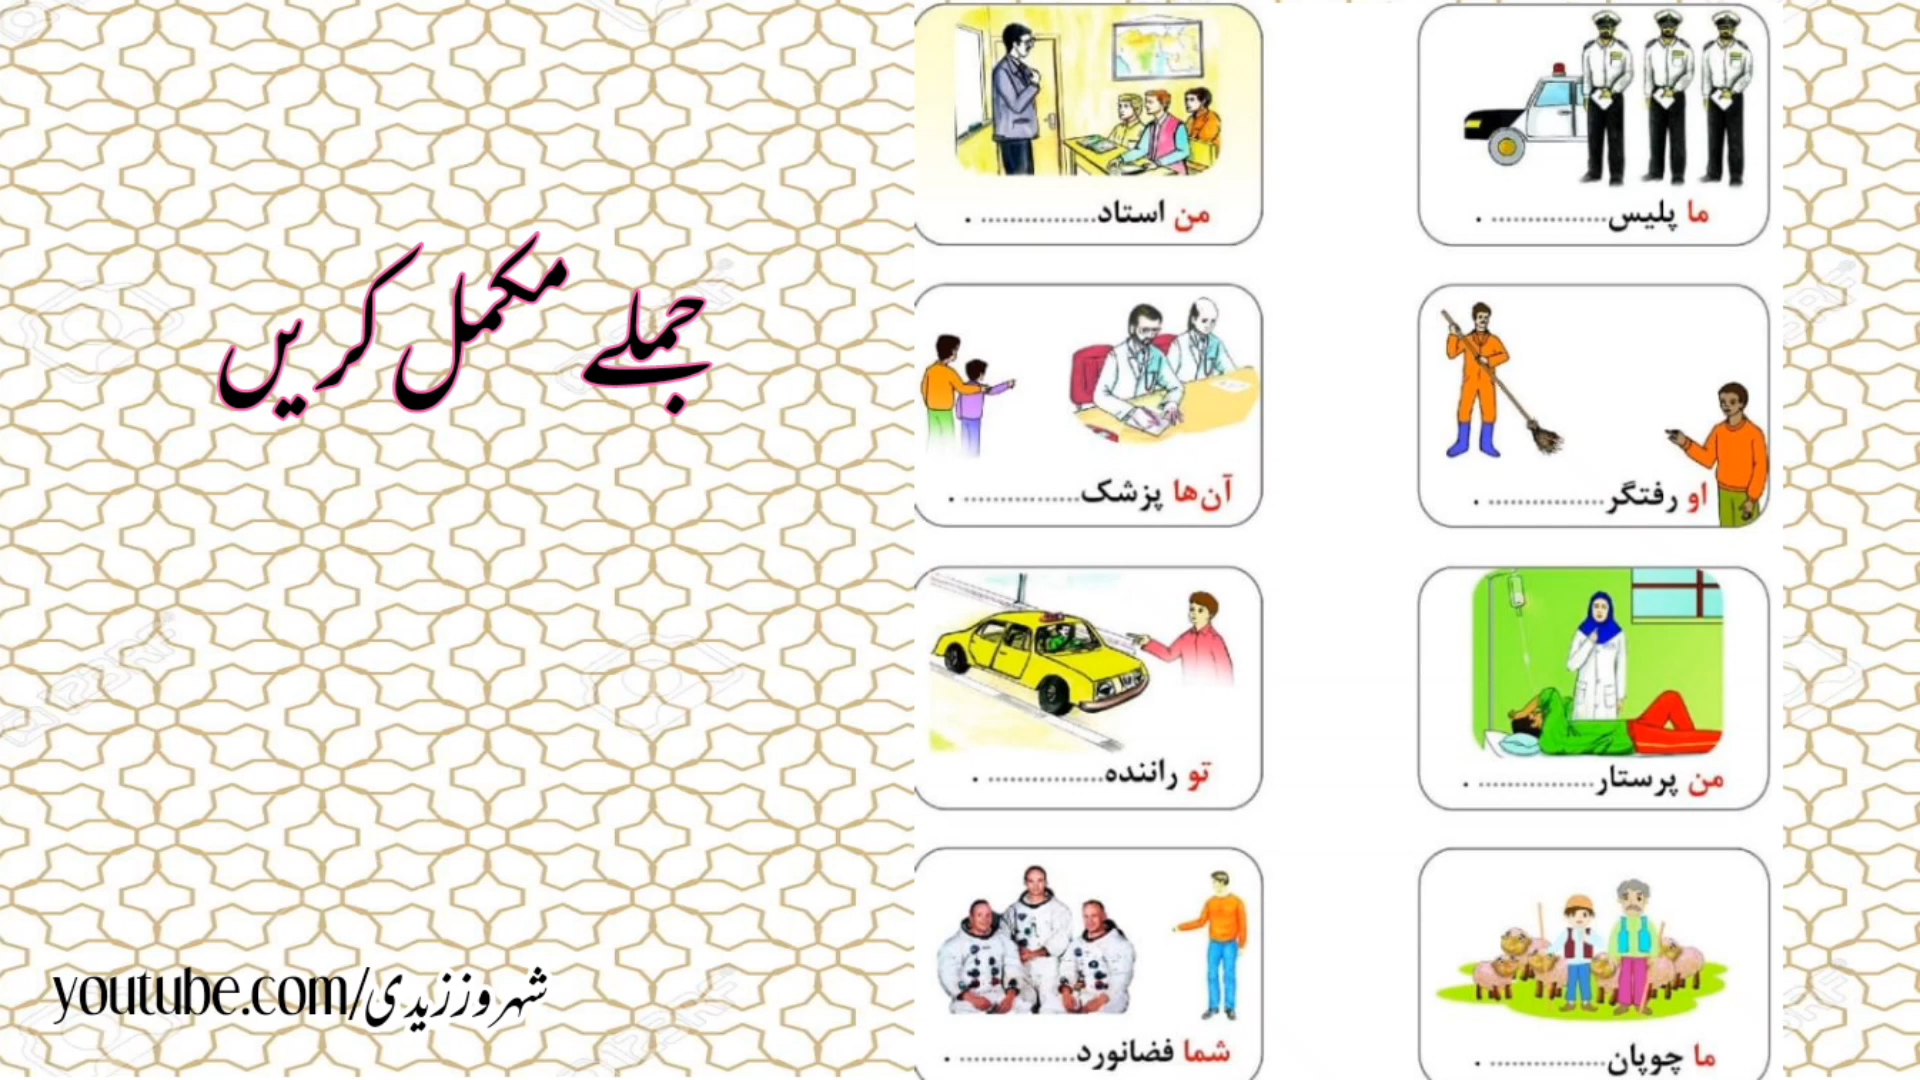 جملے مکمل کریں
ما پلیس................ .
من استاد................ .
او رفتگر................ .
آن‌ها پزشک................ .
من پرستار................ .
تو راننده................ .
ما چوپان................ .
شما فضانورد................ .
youtube.com/شہروززیدی